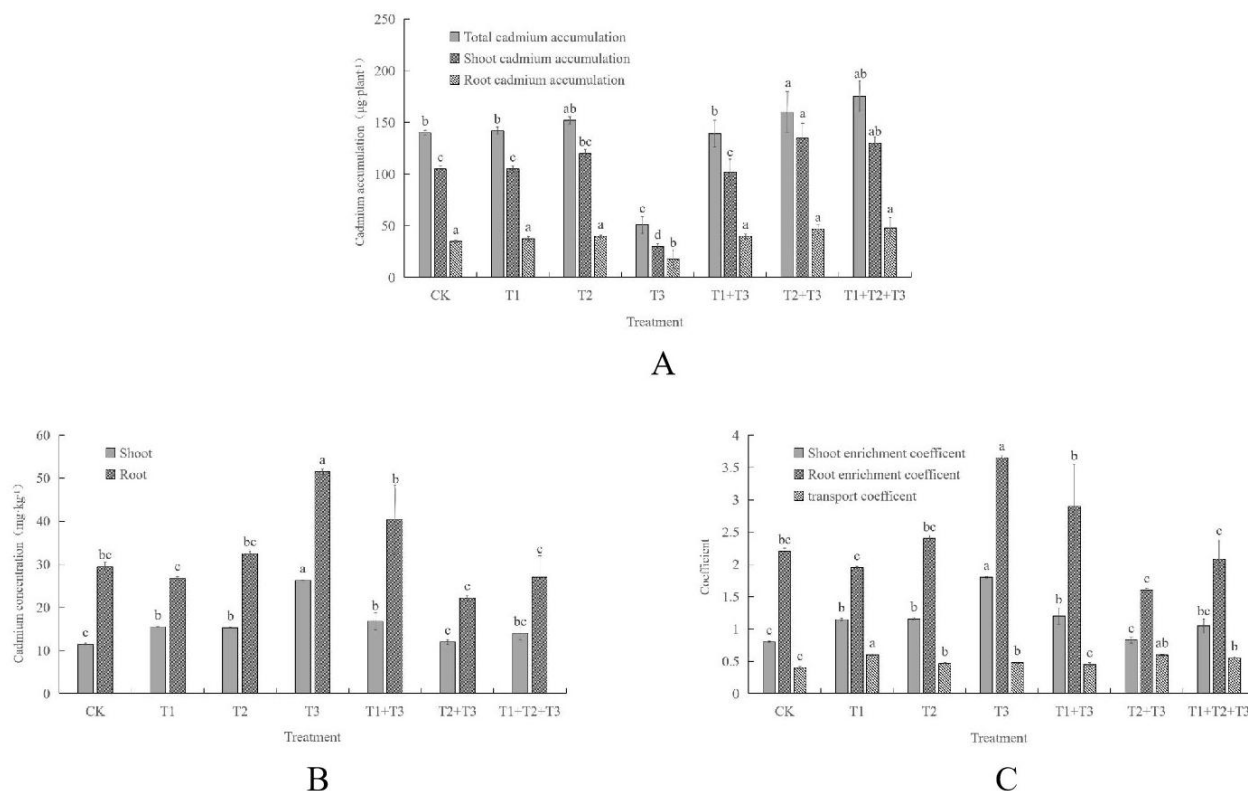 250
200
150
100
50
0
Cadmium accumulation (μg·plant⁻¹)
Total cadmium accumulation
Shoot cadmium accumulation
Root cadmium accumulation
b c a
b c a
ab bc a
c d b
b c a
a a a
ab ab a
CK T1 T2 T3 T1+T3 T2+T3 T1+T2+T3
Treatment
A
60
50
40
30
20
10
0
Cadmium concentration (mg·kg⁻¹)
Shoot
Root
c bc
b c
b bc
a a
b b
c c
bc c
CK T1 T2 T3 T1+T3 T2+T3 T1+T2+T3
Treatment
B
4
3.5
3
2.5
2
1.5
1
0.5
0
Coefficient
Shoot enrichment coefficent
Root enrichment coefficent
transport coefficent
c bc c
b c a
b bc b
a a b
b b c
c c ab
bc c b
CK T1 T2 T3 T1+T3 T2+T3 T1+T2+T3
Treatment
C